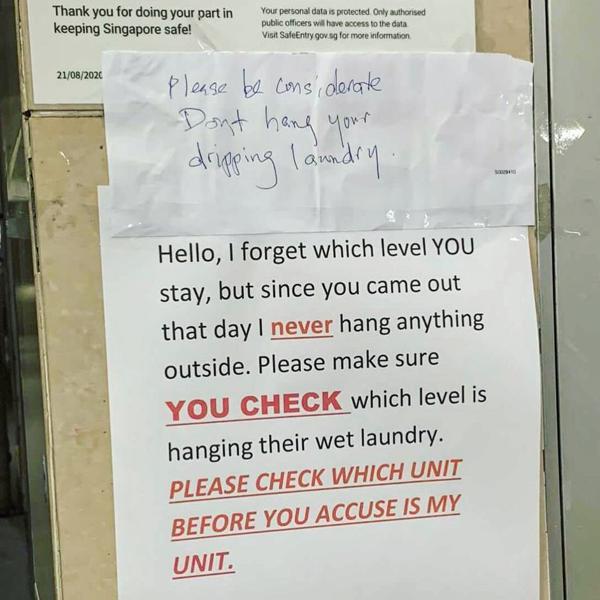 Thank you for doing your part in
keeping Singapore safe!
Your personal data is protected. Only authorised
public officers will have access to the data.
Visit SafeEntry.gov.sg for more information.
21/08/2020
Please be considerate
Dont hang your
dripping laundry.
Hello, I forget which level YOU
stay, but since you came out
that day I never hang anything
outside. Please make sure
YOU CHECK which level is
hanging their wet laundry.
PLEASE CHECK WHICH UNIT
BEFORE YOU ACCUSE IS MY
UNIT.